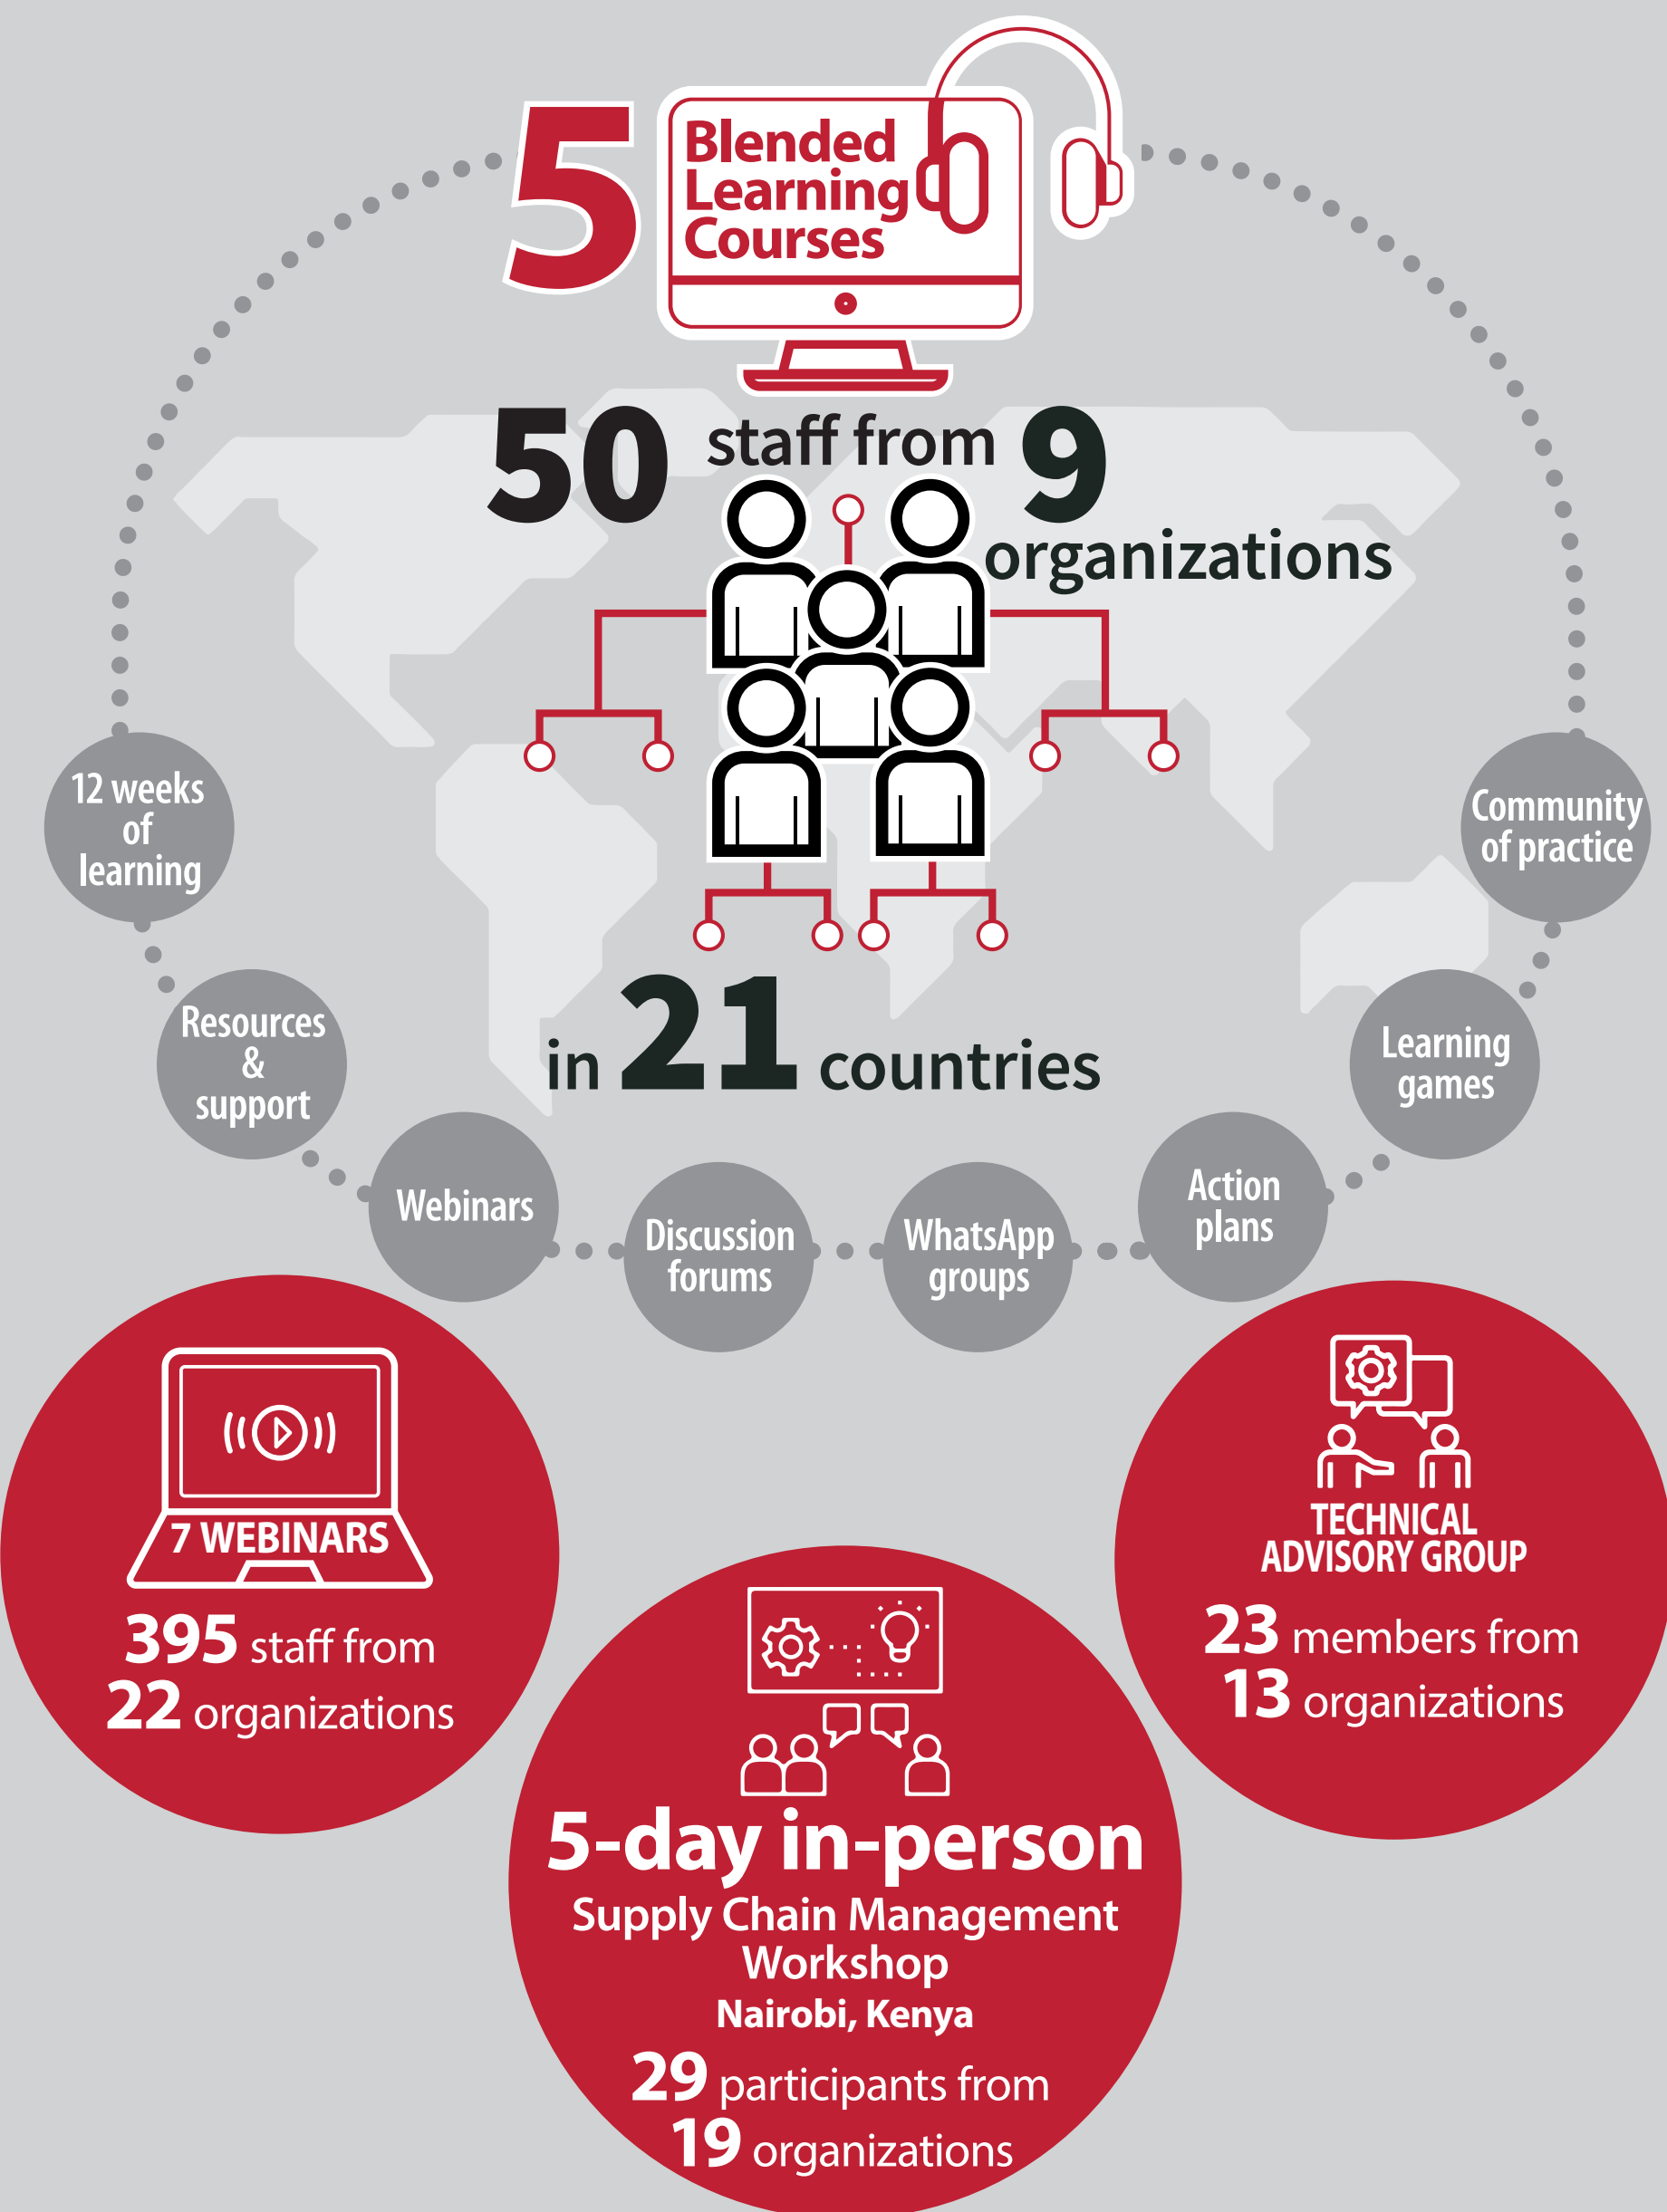 5
Blended
Learning
Courses
50 staff from 9
organizations
in 21 countries
12 weeks
of
learning
Resources
&
support
Webinars
Discussion
forums
WhatsApp
groups
Action
plans
Learning
games
Community
of practice
7 WEBINARS
395 staff from
22 organizations
5-day in-person
Supply Chain Management
Workshop
Nairobi, Kenya
29 participants from
19 organizations
TECHNICAL
ADVISORY GROUP
23 members from
13 organizations